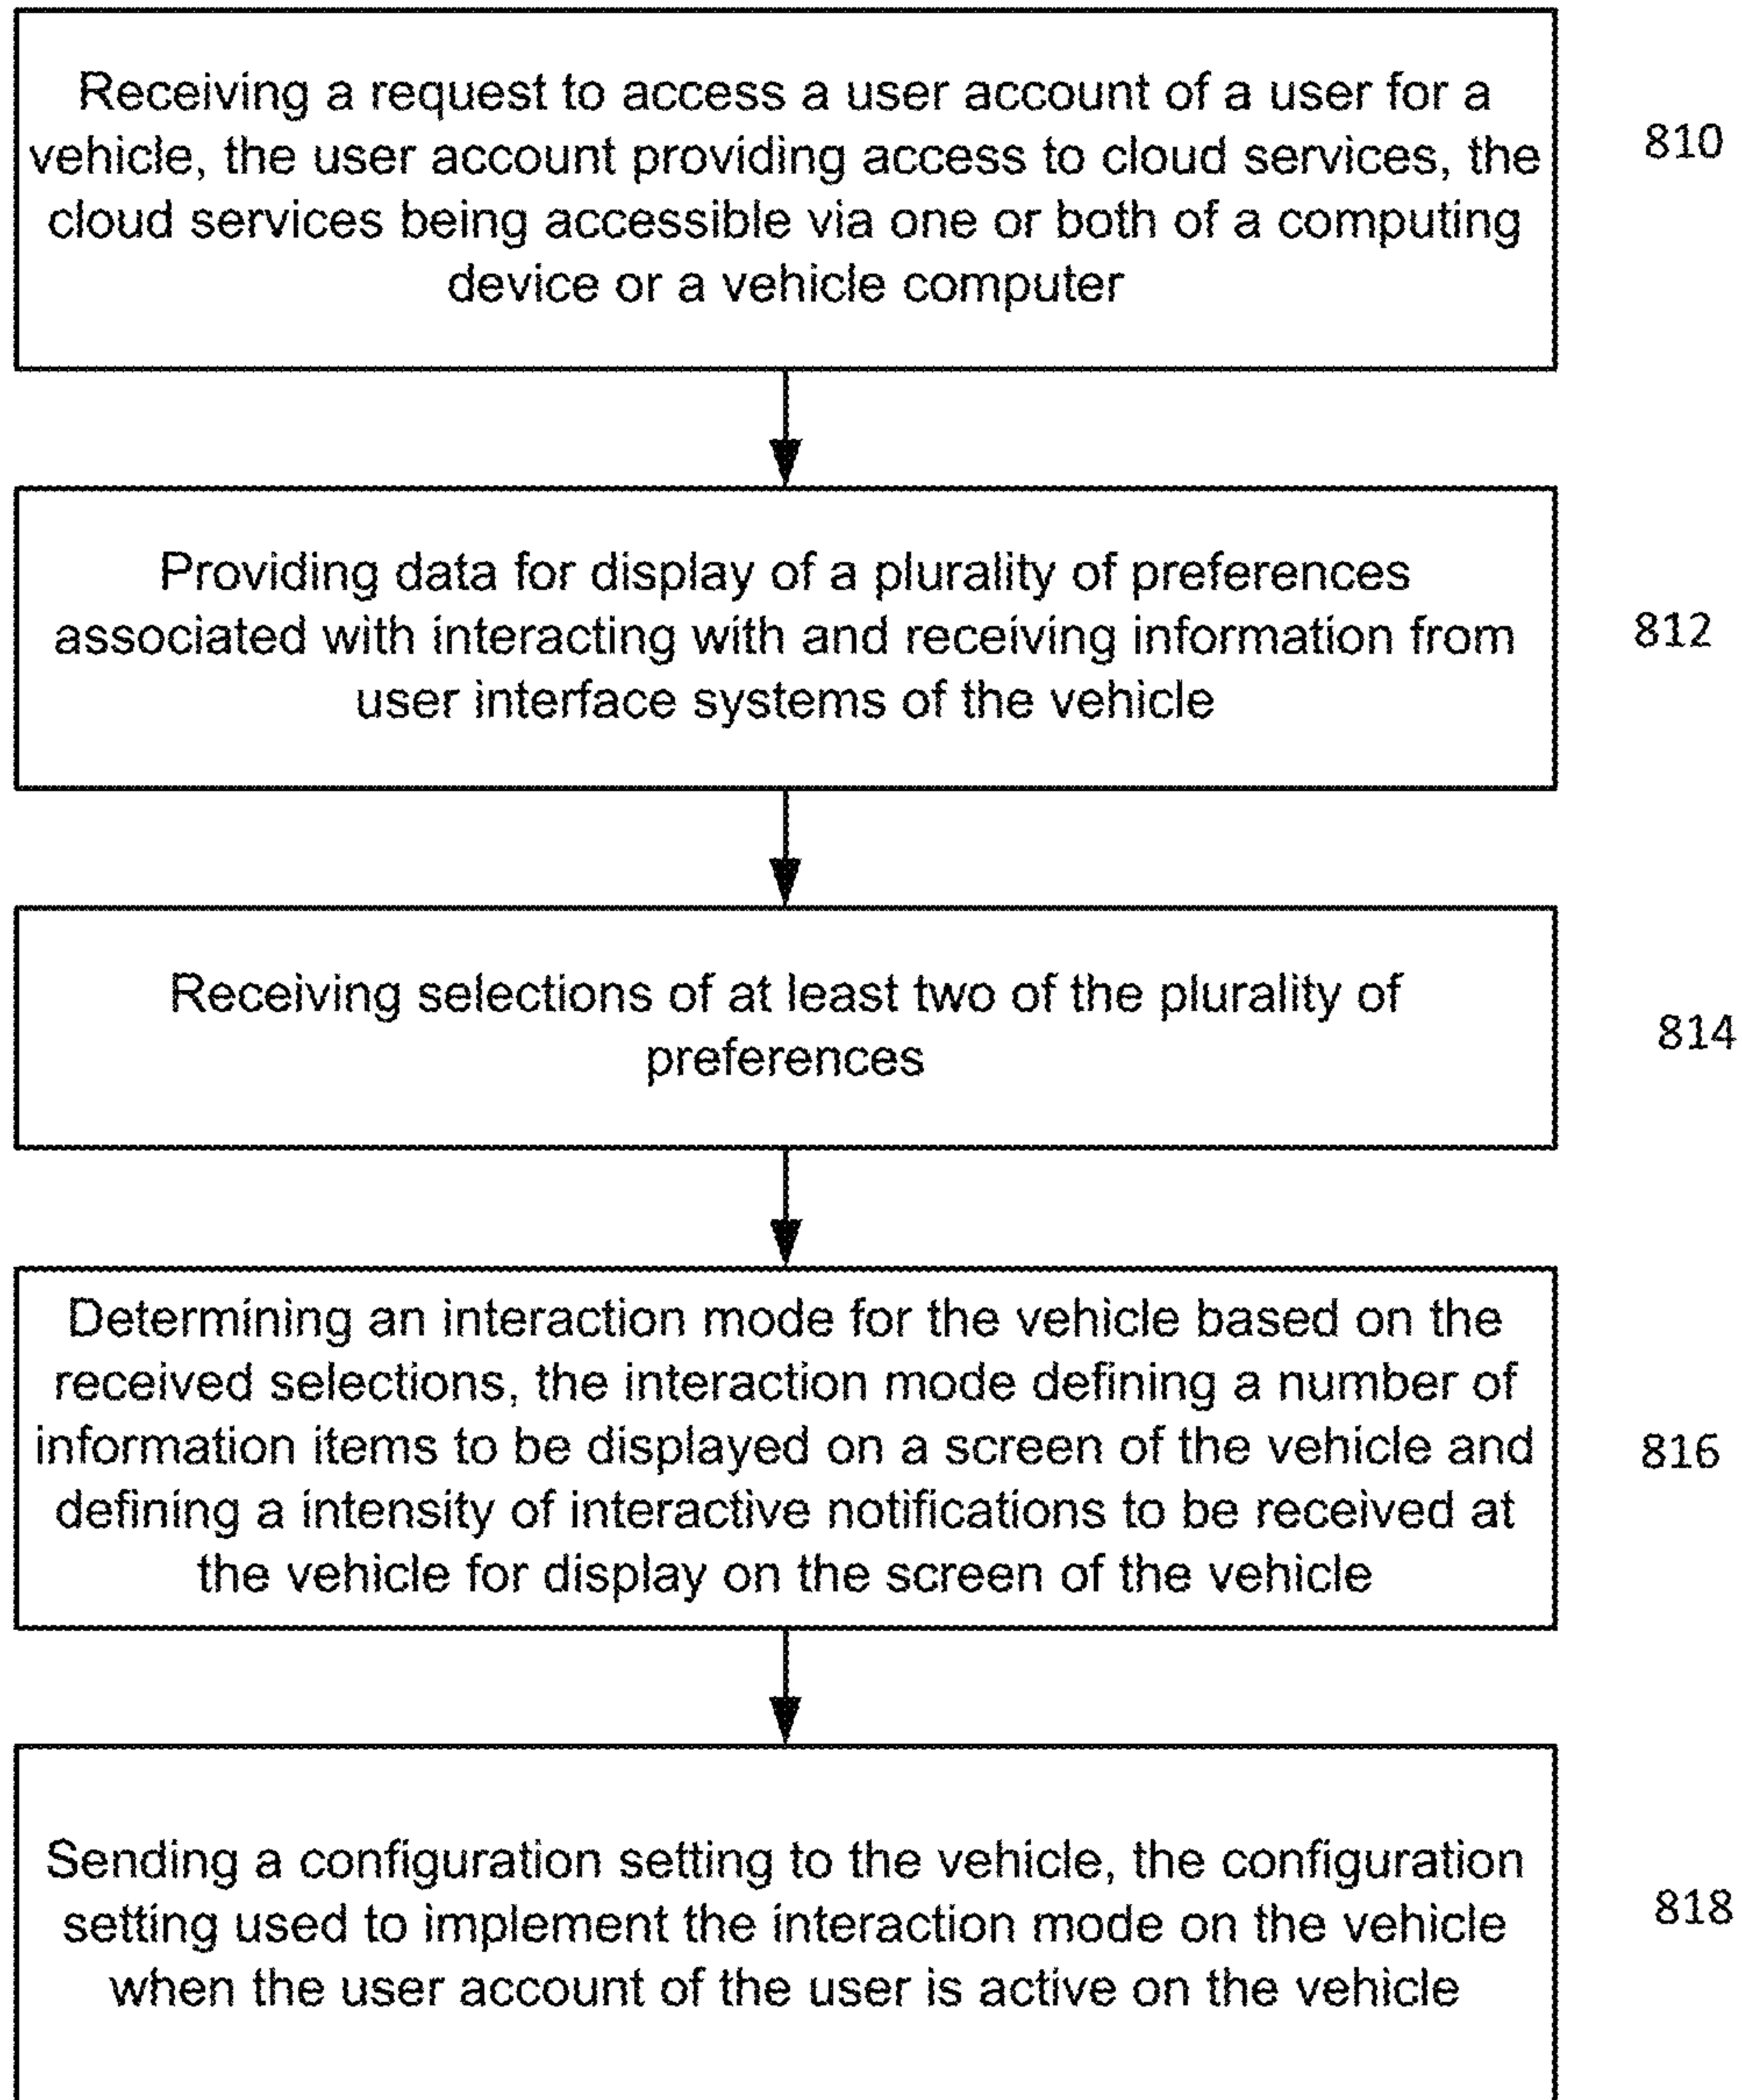 Receiving a request to access a user account of a user for a
vehicle, the user account providing access to cloud services, the
cloud services being accessible via one or both of a computing
device or a vehicle computer
810
Providing data for display of a plurality of preferences
associated with interacting with and receiving information from
user interface systems of the vehicle
812
Receiving selections of at least two of the plurality of
preferences
814
Determining an interaction mode for the vehicle based on the
received selections, the interaction mode defining a number of
information items to be displayed on a screen of the vehicle and
defining a intensity of interactive notifications to be received at
the vehicle for display on the screen of the vehicle
816
Sending a configuration setting to the vehicle, the configuration
setting used to implement the interaction mode on the vehicle
when the user account of the user is active on the vehicle
818